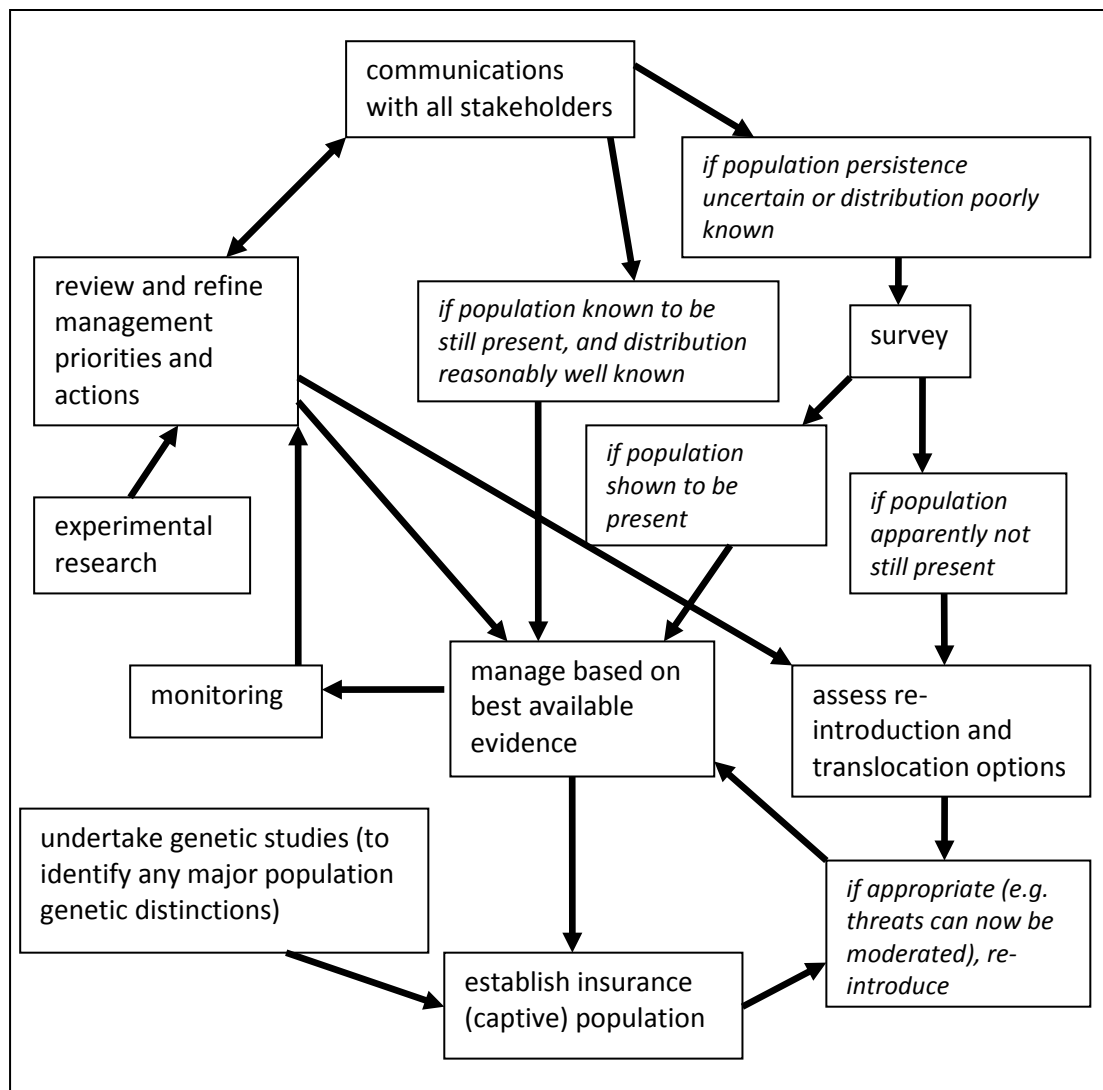 communications
with all stakeholders
if population persistence
uncertain or distribution poorly
known
review and refine
management
priorities and
actions
if population known to be
still present, and distribution
reasonably well known
survey
if population
shown to be
present
if population
apparently not
still present
experimental
research
monitoring
manage based on
best available
evidence
assess re-
introduction and
translocation options
undertake genetic studies (to
identify any major population
genetic distinctions)
if appropriate (e.g.
threats can now be
moderated), re-
introduce
establish insurance
(captive) population